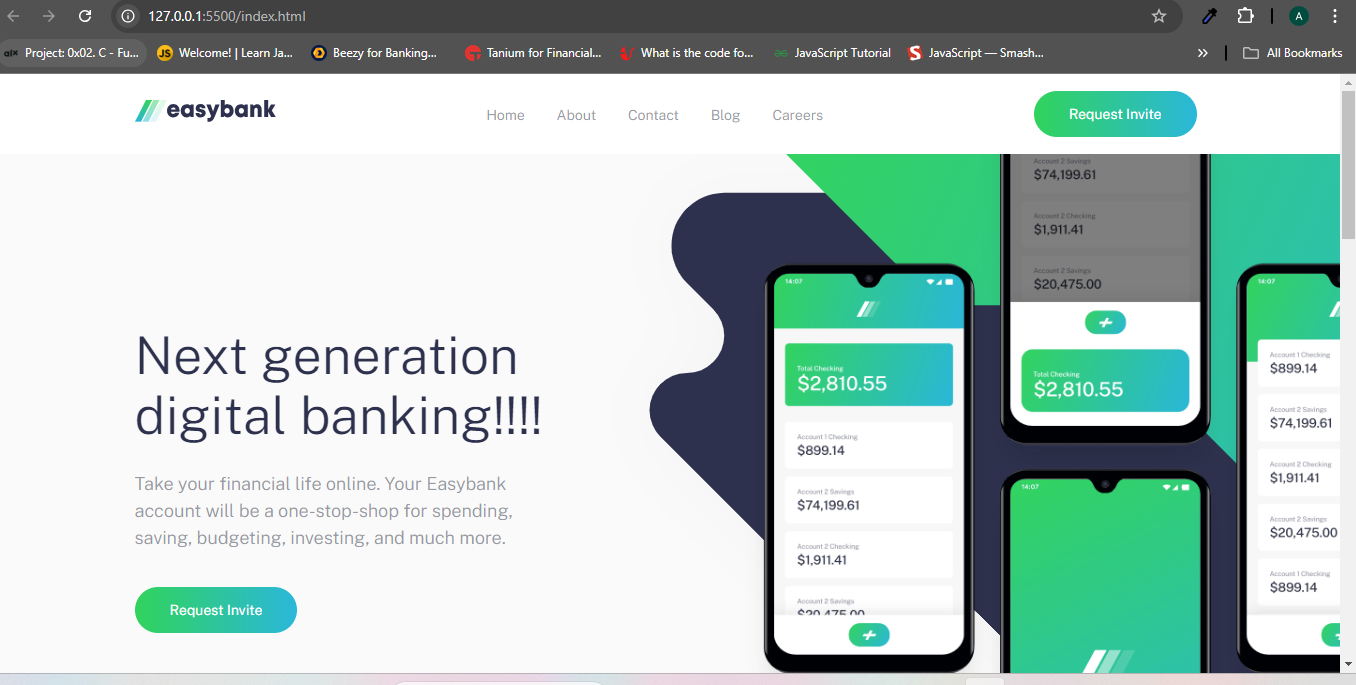 127.0.0.1:5500/index.html
A
alx Project: 0x02. C - Fu...
JS Welcome! | Learn Ja...
Beezy for Banking...
Tanium for Financial...
What is the code fo...
JavaScript Tutorial
S JavaScript — Smash...
»
All Bookmarks
easybank
Home
About
Contact
Blog
Careers
Request Invite
Next generation
digital banking!!!!
Take your financial life online. Your Easybank
account will be a one-stop-shop for spending,
saving, budgeting, investing, and much more.
Request Invite
14:07
Total Checking
$2,810.55
Account 1 Checking
$899.14
Account 2 Savings
$74,199.61
Account 2 Checking
$1,911.41
Account 2 Savings
$20,475.00
Account 2 Savings
$74,199.61
Account 2 Checking
$1,911.41
Account 2 Savings
$20,475.00
Total Checking
$2,810.55
14:07
14:07
Account 1 Checking
$899.14
Account 2 Savings
$74,199.61
Account 2 Checking
$1,911.41
Account 2 Savings
$20,475.00
Account 1 Checking
$899.14